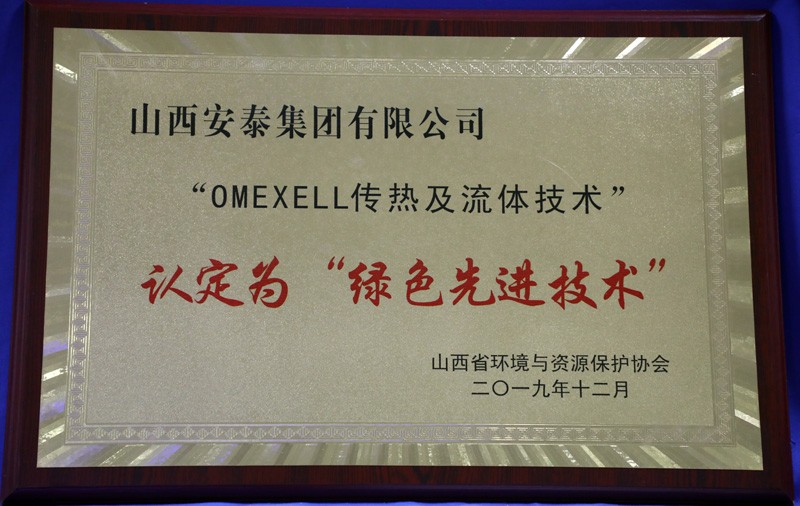 山西安泰集团有限公司
“OMEXELL传热及流体技术”
认定为“绿色先进技术”
山西省环境与资源保护协会
二〇一九年十二月